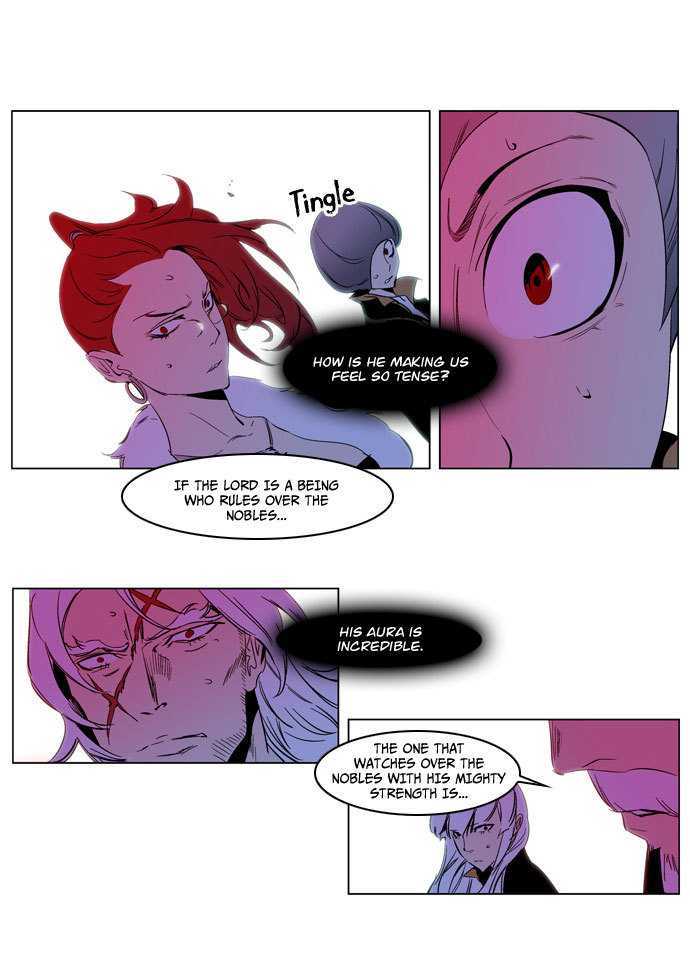 Tingle
HOW IS HE MAKING US
FEEL SO TENSE?
IF THE LORD IS A BEING
WHO RULES OVER THE
NOBLES...
HIS AURA IS
INCREDIBLE.
THE ONE THAT
WATCHES OVER THE
NOBLES WITH HIS MIGHTY
STRENGTH IS...